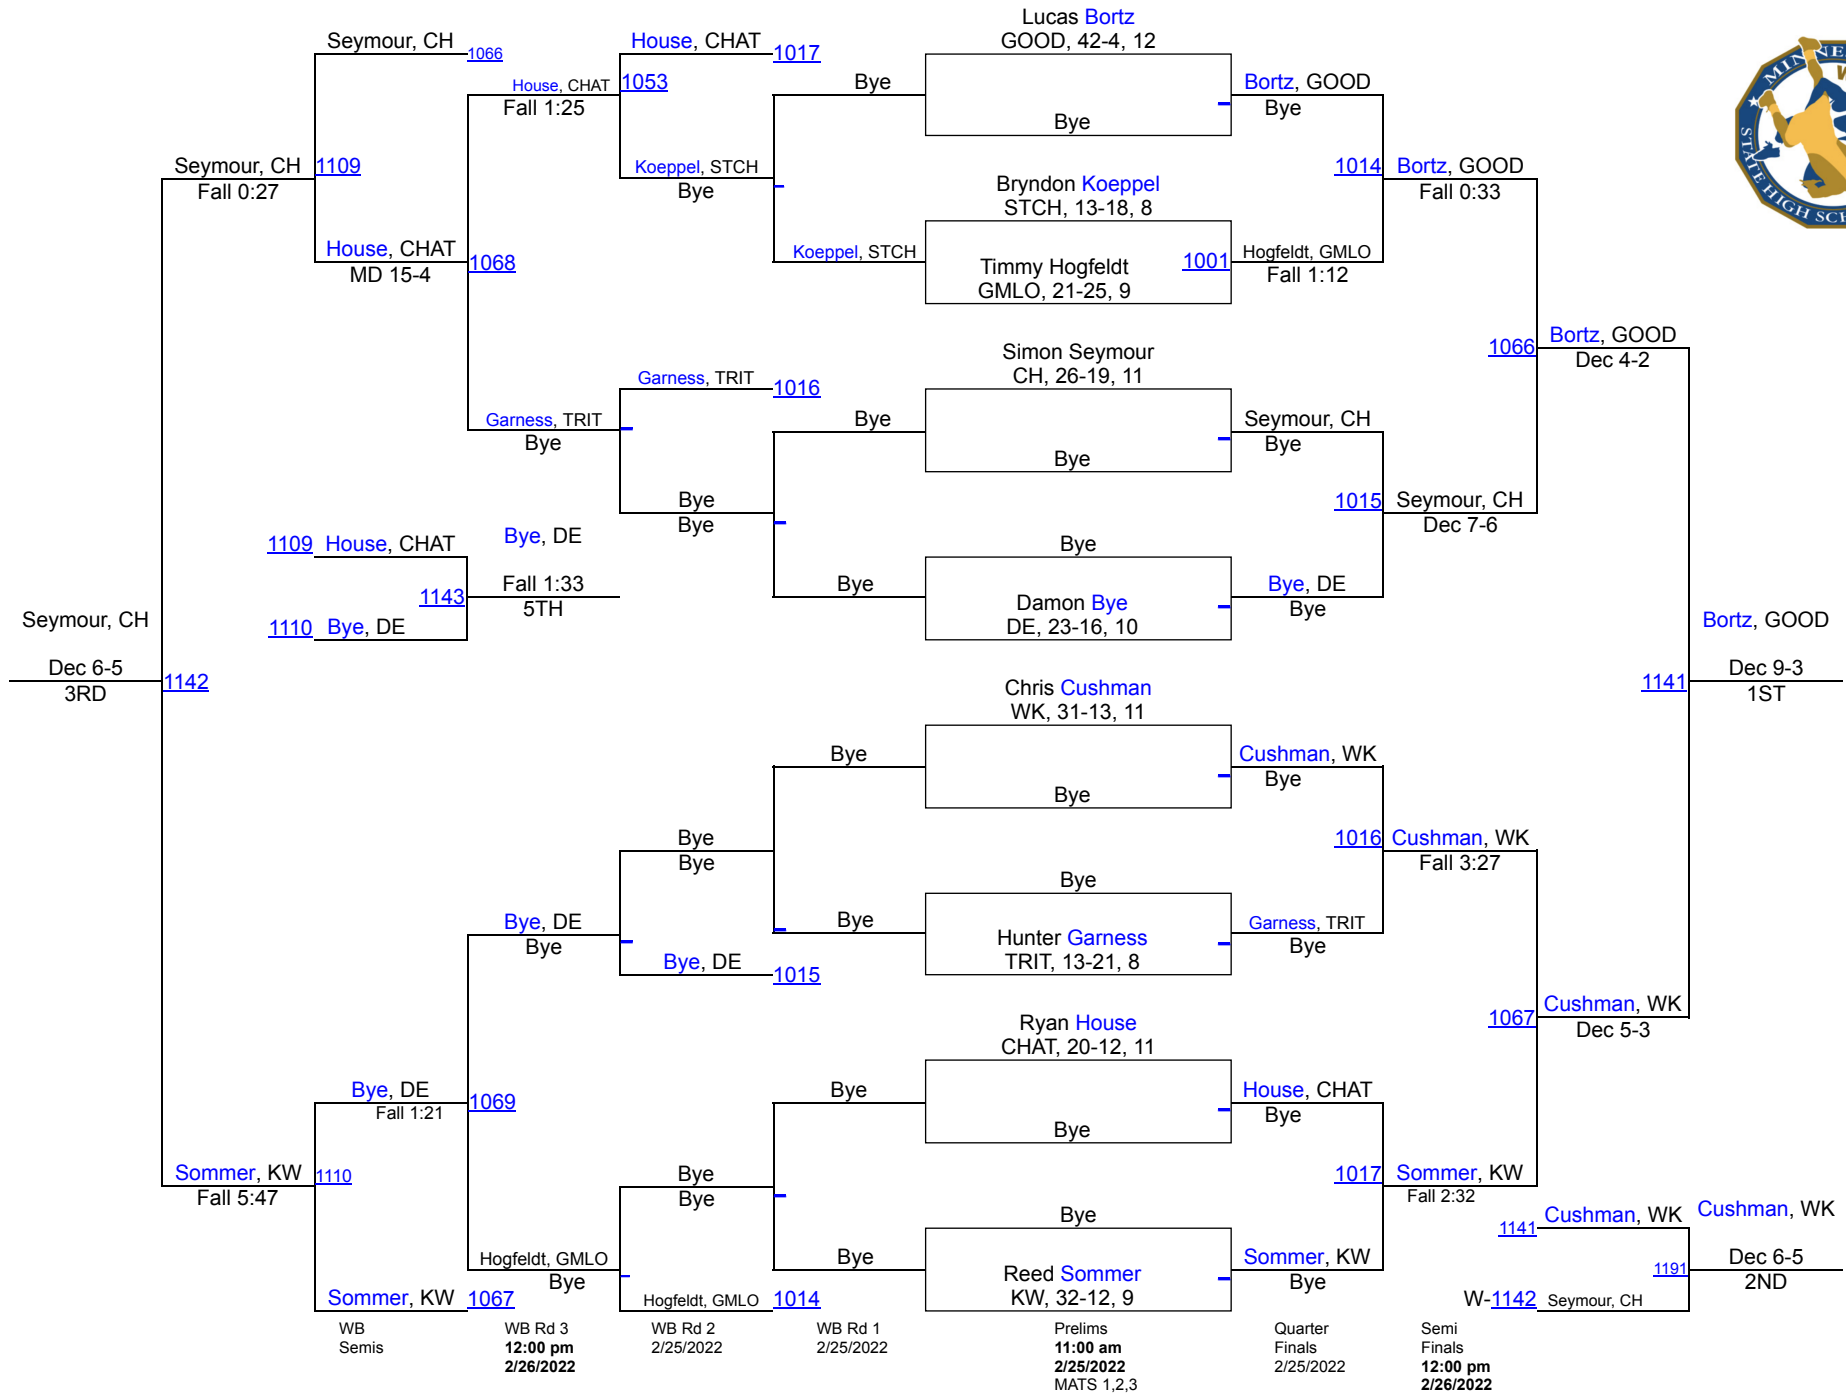 Seymour, CH
1066
House, CHAT
Fall 1:25
House, CHAT
1017
1053
Koeppel, STCH
Bye
Seymour, CH
Fall 0:27
1109
House, CHAT
MD 15-4
1068
Garness, TRIT
Bye
Garness, TRIT
1016
Bye
Bye
1109 House, CHAT
1110 Bye, DE
1143
Bye, DE
Fall 1:33
5TH
Seymour, CH
Dec 6-5
3RD
1142
Bye
Bye
Bye, DE
Bye
Bye, DE
1015
Bye, DE
Fall 1:21
1069
Sommer, KW
Fall 5:47
1110
Sommer, KW 1067
Hogfeldt, GMLO
Bye
Bye
Bye
Hogfeldt, GMLO 1014
Bye
Koeppel, STCH
Bye
Bye
Bye
Bye
Bye
Bye
Lucas Bortz
GOOD, 42-4, 12
Bye
Bryndon Koeppel
STCH, 13-18, 8
Timmy Hogfeldt
GMLO, 21-25, 9
1001
Simon Seymour
CH, 26-19, 11
Bye
Bye
Damon Bye
DE, 23-16, 10
Chris Cushman
WK, 31-13, 11
Bye
Bye
Hunter Garness
TRIT, 13-21, 8
Ryan House
CHAT, 20-12, 11
Bye
Bye
Reed Sommer
KW, 32-12, 9
Bortz, GOOD
Bye
Hogfeldt, GMLO
Fall 1:12
Seymour, CH
Bye
Bye, DE
Bye
Cushman, WK
Bye
Garness, TRIT
Bye
House, CHAT
Bye
Sommer, KW
Bye
1014 Bortz, GOOD
Fall 0:33
1015 Seymour, CH
Dec 7-6
1016 Cushman, WK
Fall 3:27
1017 Sommer, KW
Fall 2:32
1066 Bortz, GOOD
Dec 4-2
1067 Cushman, WK
Dec 5-3
Bortz, GOOD
1141 Dec 9-3
1ST
1141 Cushman, WK
W-1142 Seymour, CH
Cushman, WK
1191 Dec 6-5
2ND
WB
Semis
WB Rd 3
12:00 pm
2/26/2022
WB Rd 2
2/25/2022
WB Rd 1
2/25/2022
Prelims
11:00 am
2/25/2022
MATS 1,2,3
Quarter
Finals
2/25/2022
Semi
Finals
12:00 pm
2/26/2022
STATE HIGH SCH